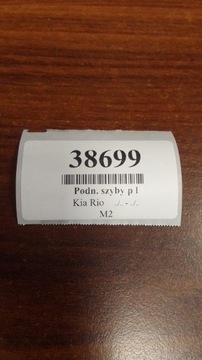 38699
Podn. szyby p l
Kia Rio ./.. - ./..
M2